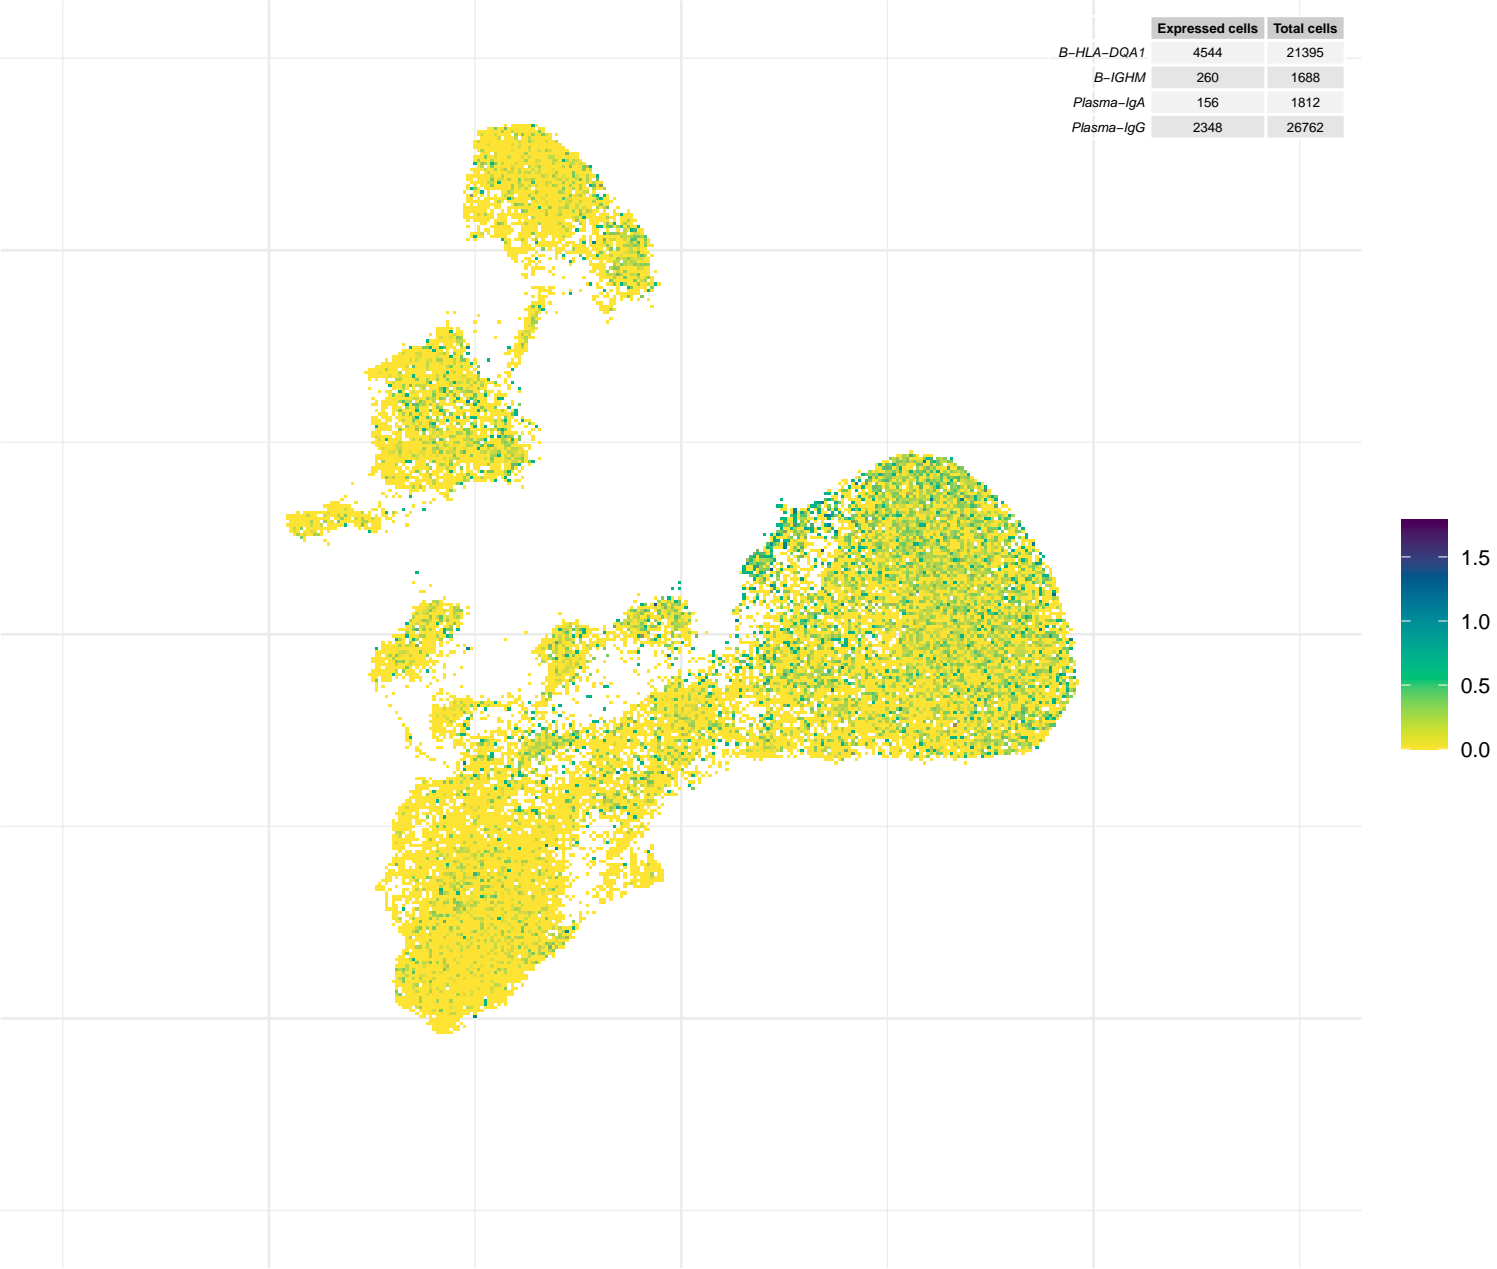 Expressed cells Total cells
B−HLA−DQA1 4544 21395
B−IGHM 260 1688
Plasma−IgA 156 1812
Plasma−IgG 2348 26762
1.5
1.0
0.5
0.0